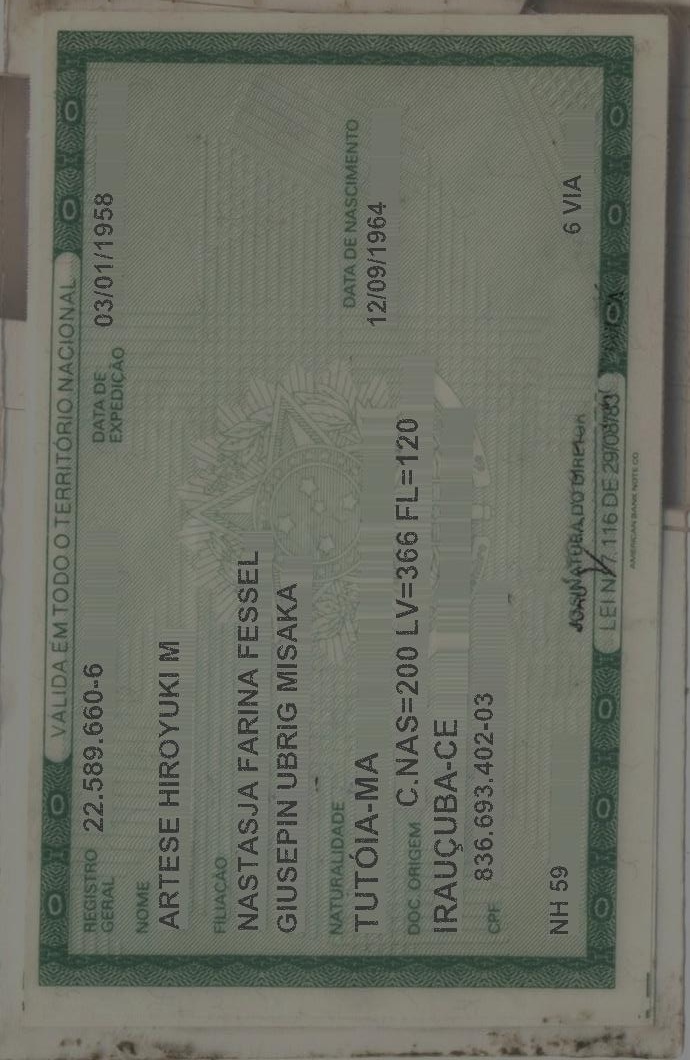 VALIDA EM TODO O TERRITÓRIO NACIONAL
REGISTRO GERAL 22.589.660-6 DATA DE EXPEDIÇÃO 03/01/1958
NOME
ARTESE HIROYUKI M
FILIAÇÃO
NASTASJA FARINA FESSEL
GIUSEPIN UBRIG MISAKA
NATURALIDADE DATA DE NASCIMENTO
TUTÓIA-MA 12/09/1964
DOC. ORIGEM C.NAS=200 LV=366 FL=120
IRAUÇUBA-CE
CPF 836.693.402-03
NH 59 6 VIA
ASSINATURA DO DIRETOR
LEI Nº 7.116 DE 29/08/83
AMERICAN BANK NOTE CO.